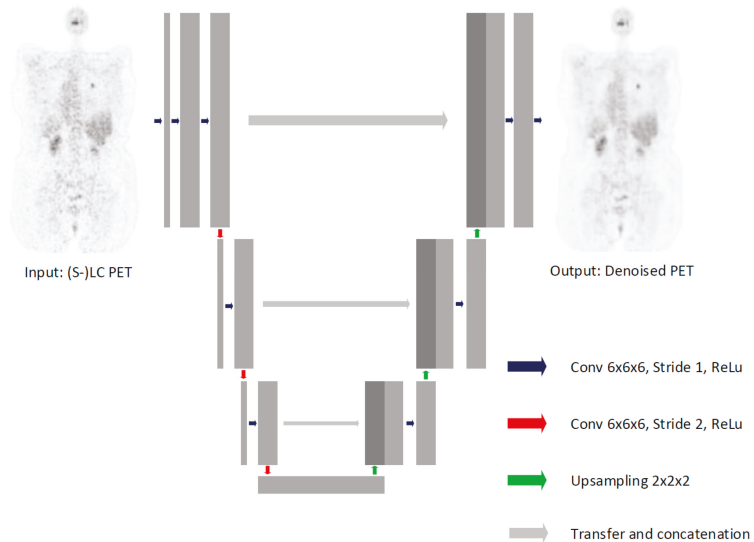 Input: (S-)LC PET
Output: Denoised PET
Conv 6x6x6, Stride 1, ReLu
Conv 6x6x6, Stride 2, ReLu
Upsampling 2x2x2
Transfer and concatenation